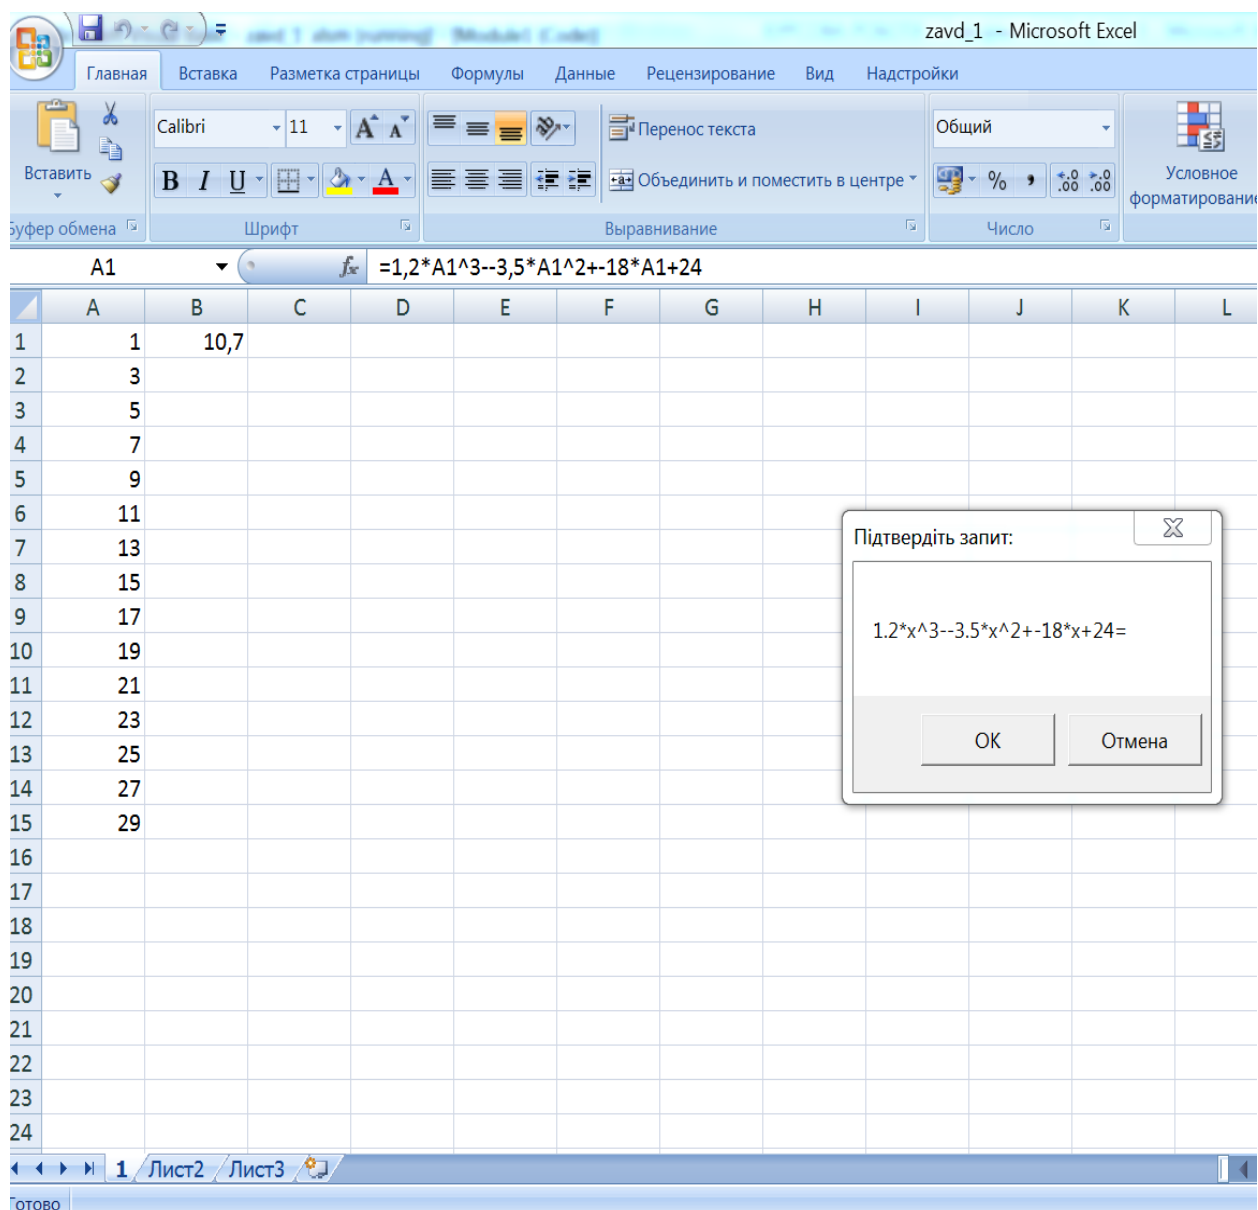 zavd_1 - Microsoft Excel
Главная Вставка Разметка страницы Формулы Данные Рецензирование Вид Надстройки
Calibri 11 Перенос текста Общий
Вставить Ж К Ч Объединить и поместить в центре % Условное форматирование
буфер обмена Шрифт Выравнивание Число
A1 fx =1,2*A1^3--3,5*A1^2+-18*A1+24
A B C D E F G H I J K L
1 1 10,7
2 3
3 5
4 7
5 9
6 11
7 13
8 15
9 17
10 19
11 21
12 23
13 25
14 27
15 29
16
17
18
19
20
21
22
23
24
Підтвердіть запит:
1.2*x^3--3.5*x^2+-18*x+24=
OK Отмена
1 Лист2 Лист3
отово